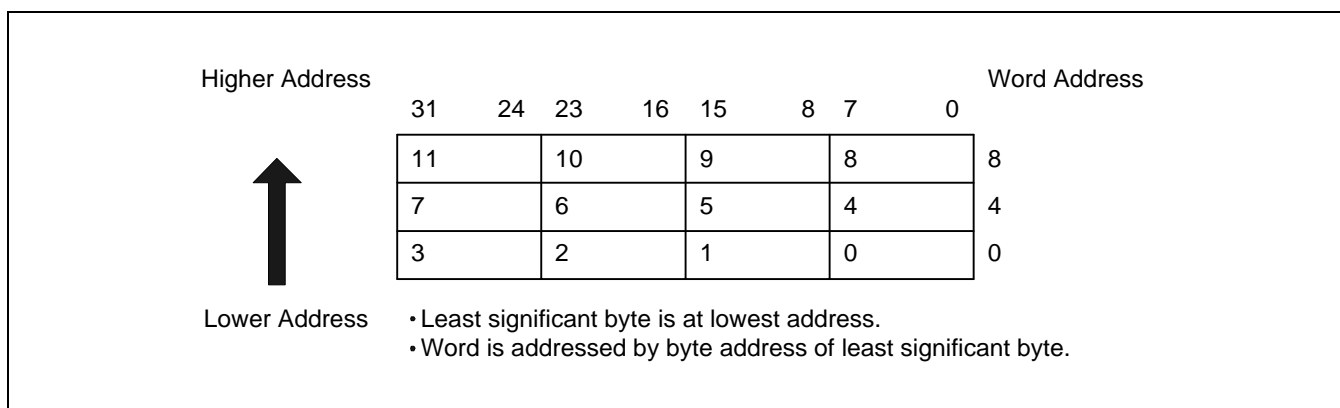 Higher Address Word Address
31 24 23 16 15 8 7 0
11 10 9 8 8
7 6 5 4 4
3 2 1 0 0
Lower Address
•Least significant byte is at lowest address.
•Word is addressed by byte address of least significant byte.